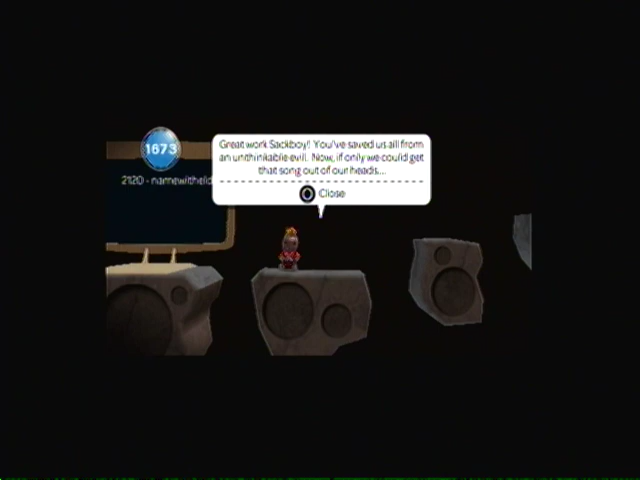 1673
2120 - namewitheld
Great work Sackboy! You've saved us all from
an unthinkable evil. Now, if only we could get
that song out of our heads...
Close